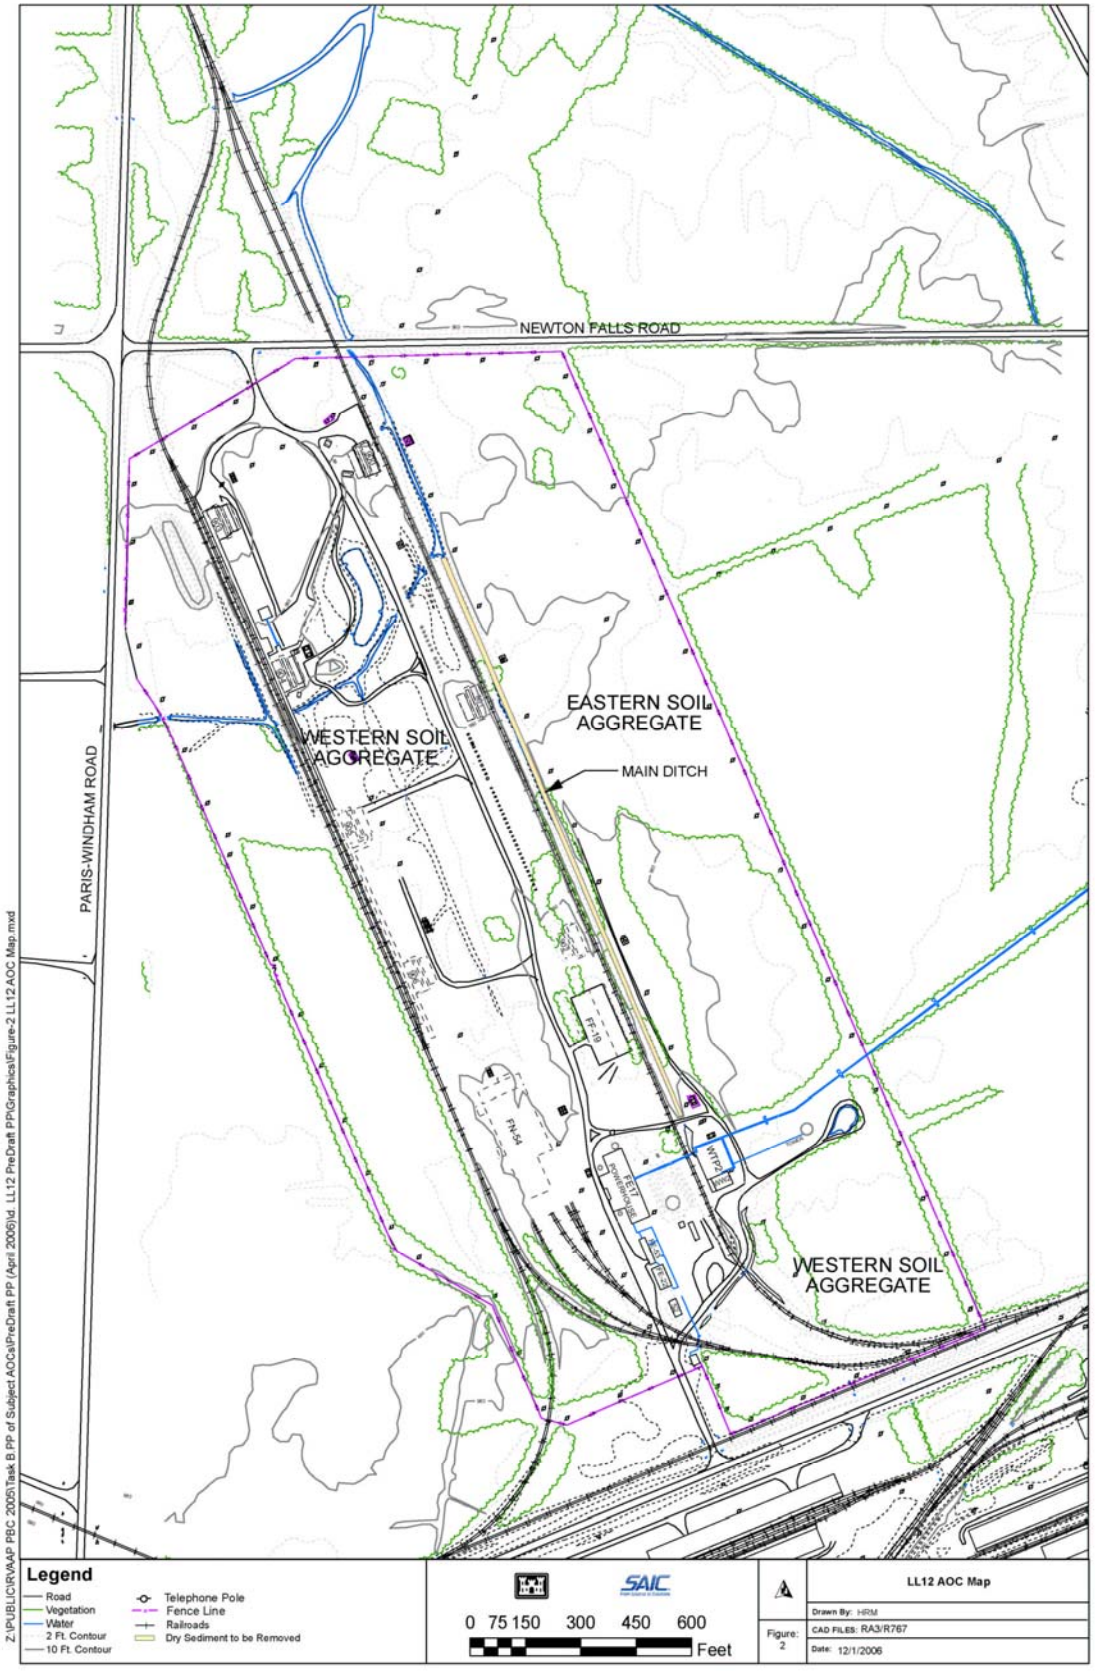 NEWTON FALLS ROAD
EASTERN SOIL
AGGREGATE
WESTERN SOIL
AGGREGATE
MAIN DITCH
PARIS-WINDHAM ROAD
FF-19
FN-54
WTP2
FE17
POWERHOUSE
TOWER
WESTERN SOIL
AGGREGATE
Z:\PUBLIC\RVAAP PBC 2005\Task B PP of Subject AOCs\PreDraft PP (April 2006)\d. LL12 PreDraft PP\Graphics\Figure-2 LL12 AOC Map.mxd
Legend
Road
Vegetation
Water
2 Ft. Contour
10 Ft. Contour
Telephone Pole
Fence Line
Railroads
Dry Sediment to be Removed
SAIC
0 75 150 300 450 600
Feet
Figure:
2
LL12 AOC Map
Drawn By: HRM
CAD FILES: RA3/R767
Date: 12/1/2006